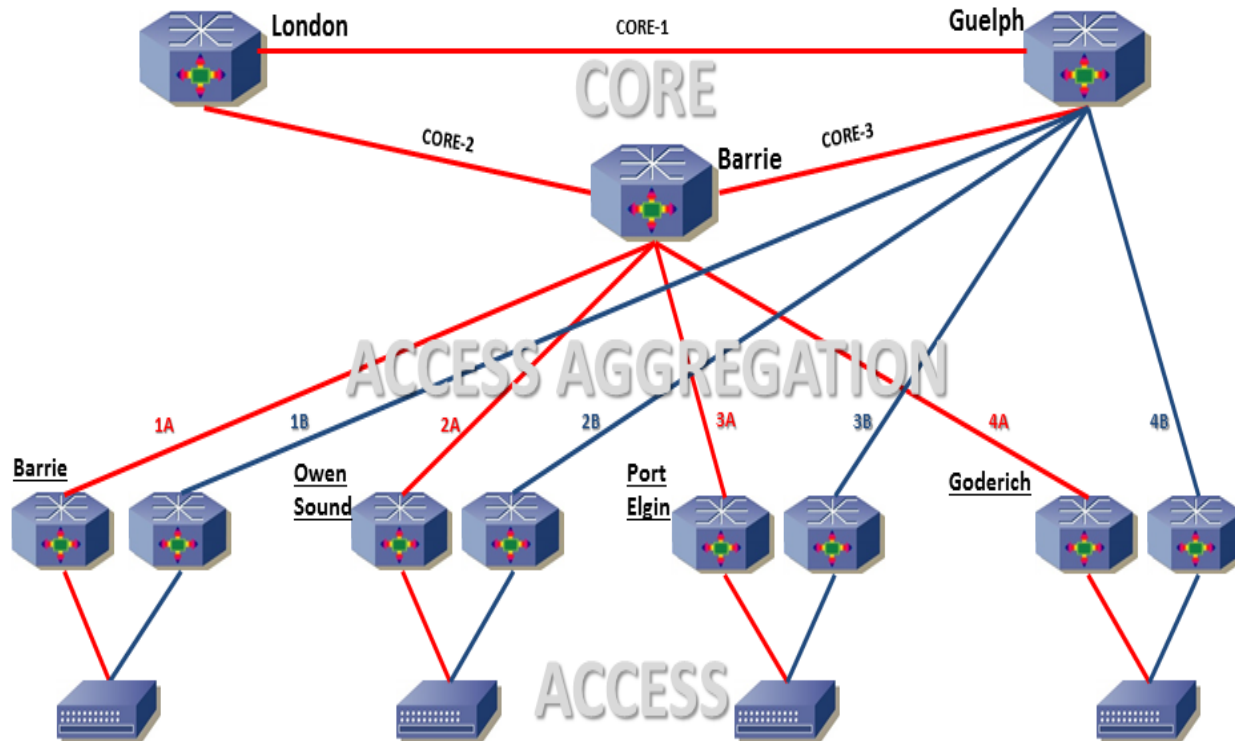 London
CORE-1
Guelph
CORE
CORE-2
CORE-3
Barrie
ACCESS AGGREGATION
1A
1B
2A
2B
3A
3B
4A
4B
Barrie
Owen
Sound
Port
Elgin
Goderich
ACCESS